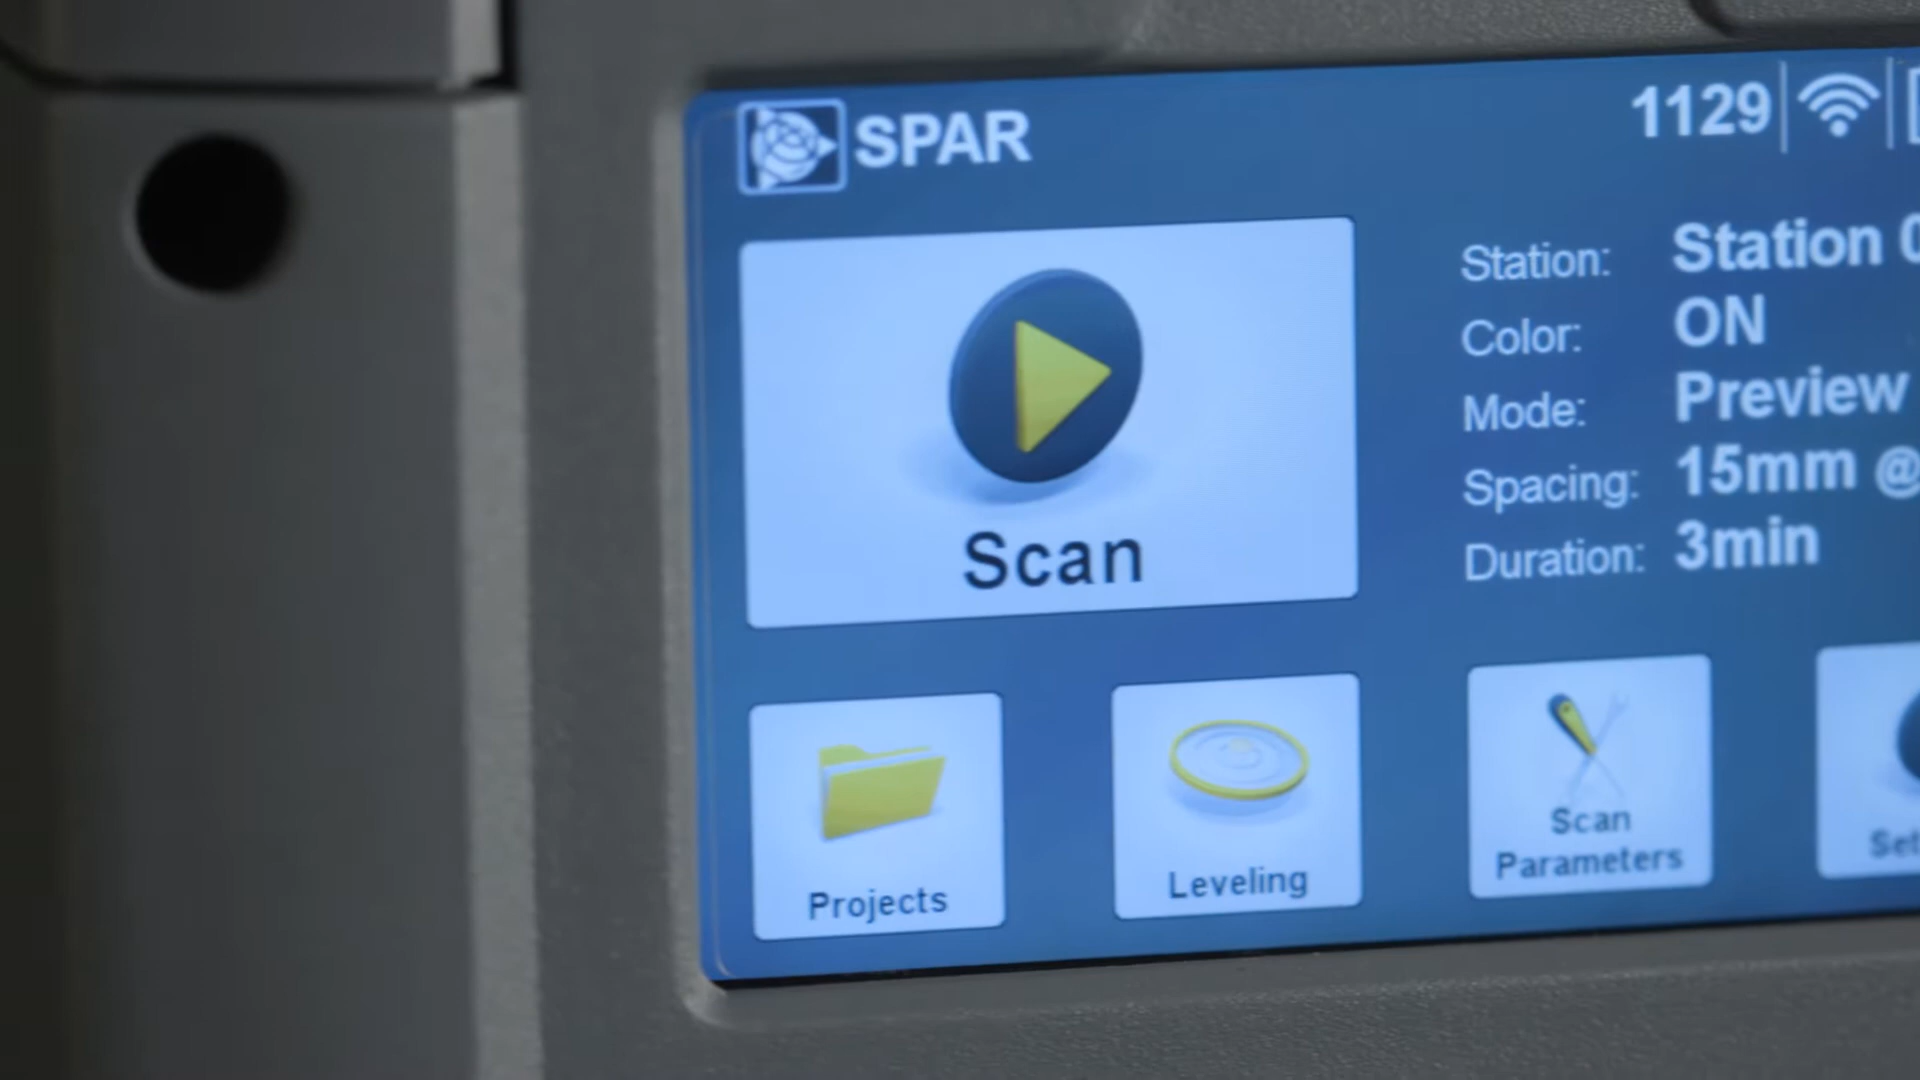 SPAR 1129
Station: Station
Color: ON
Mode: Preview
Spacing: 15mm @
Duration: 3min
Scan
Projects
Leveling
Scan
Parameters